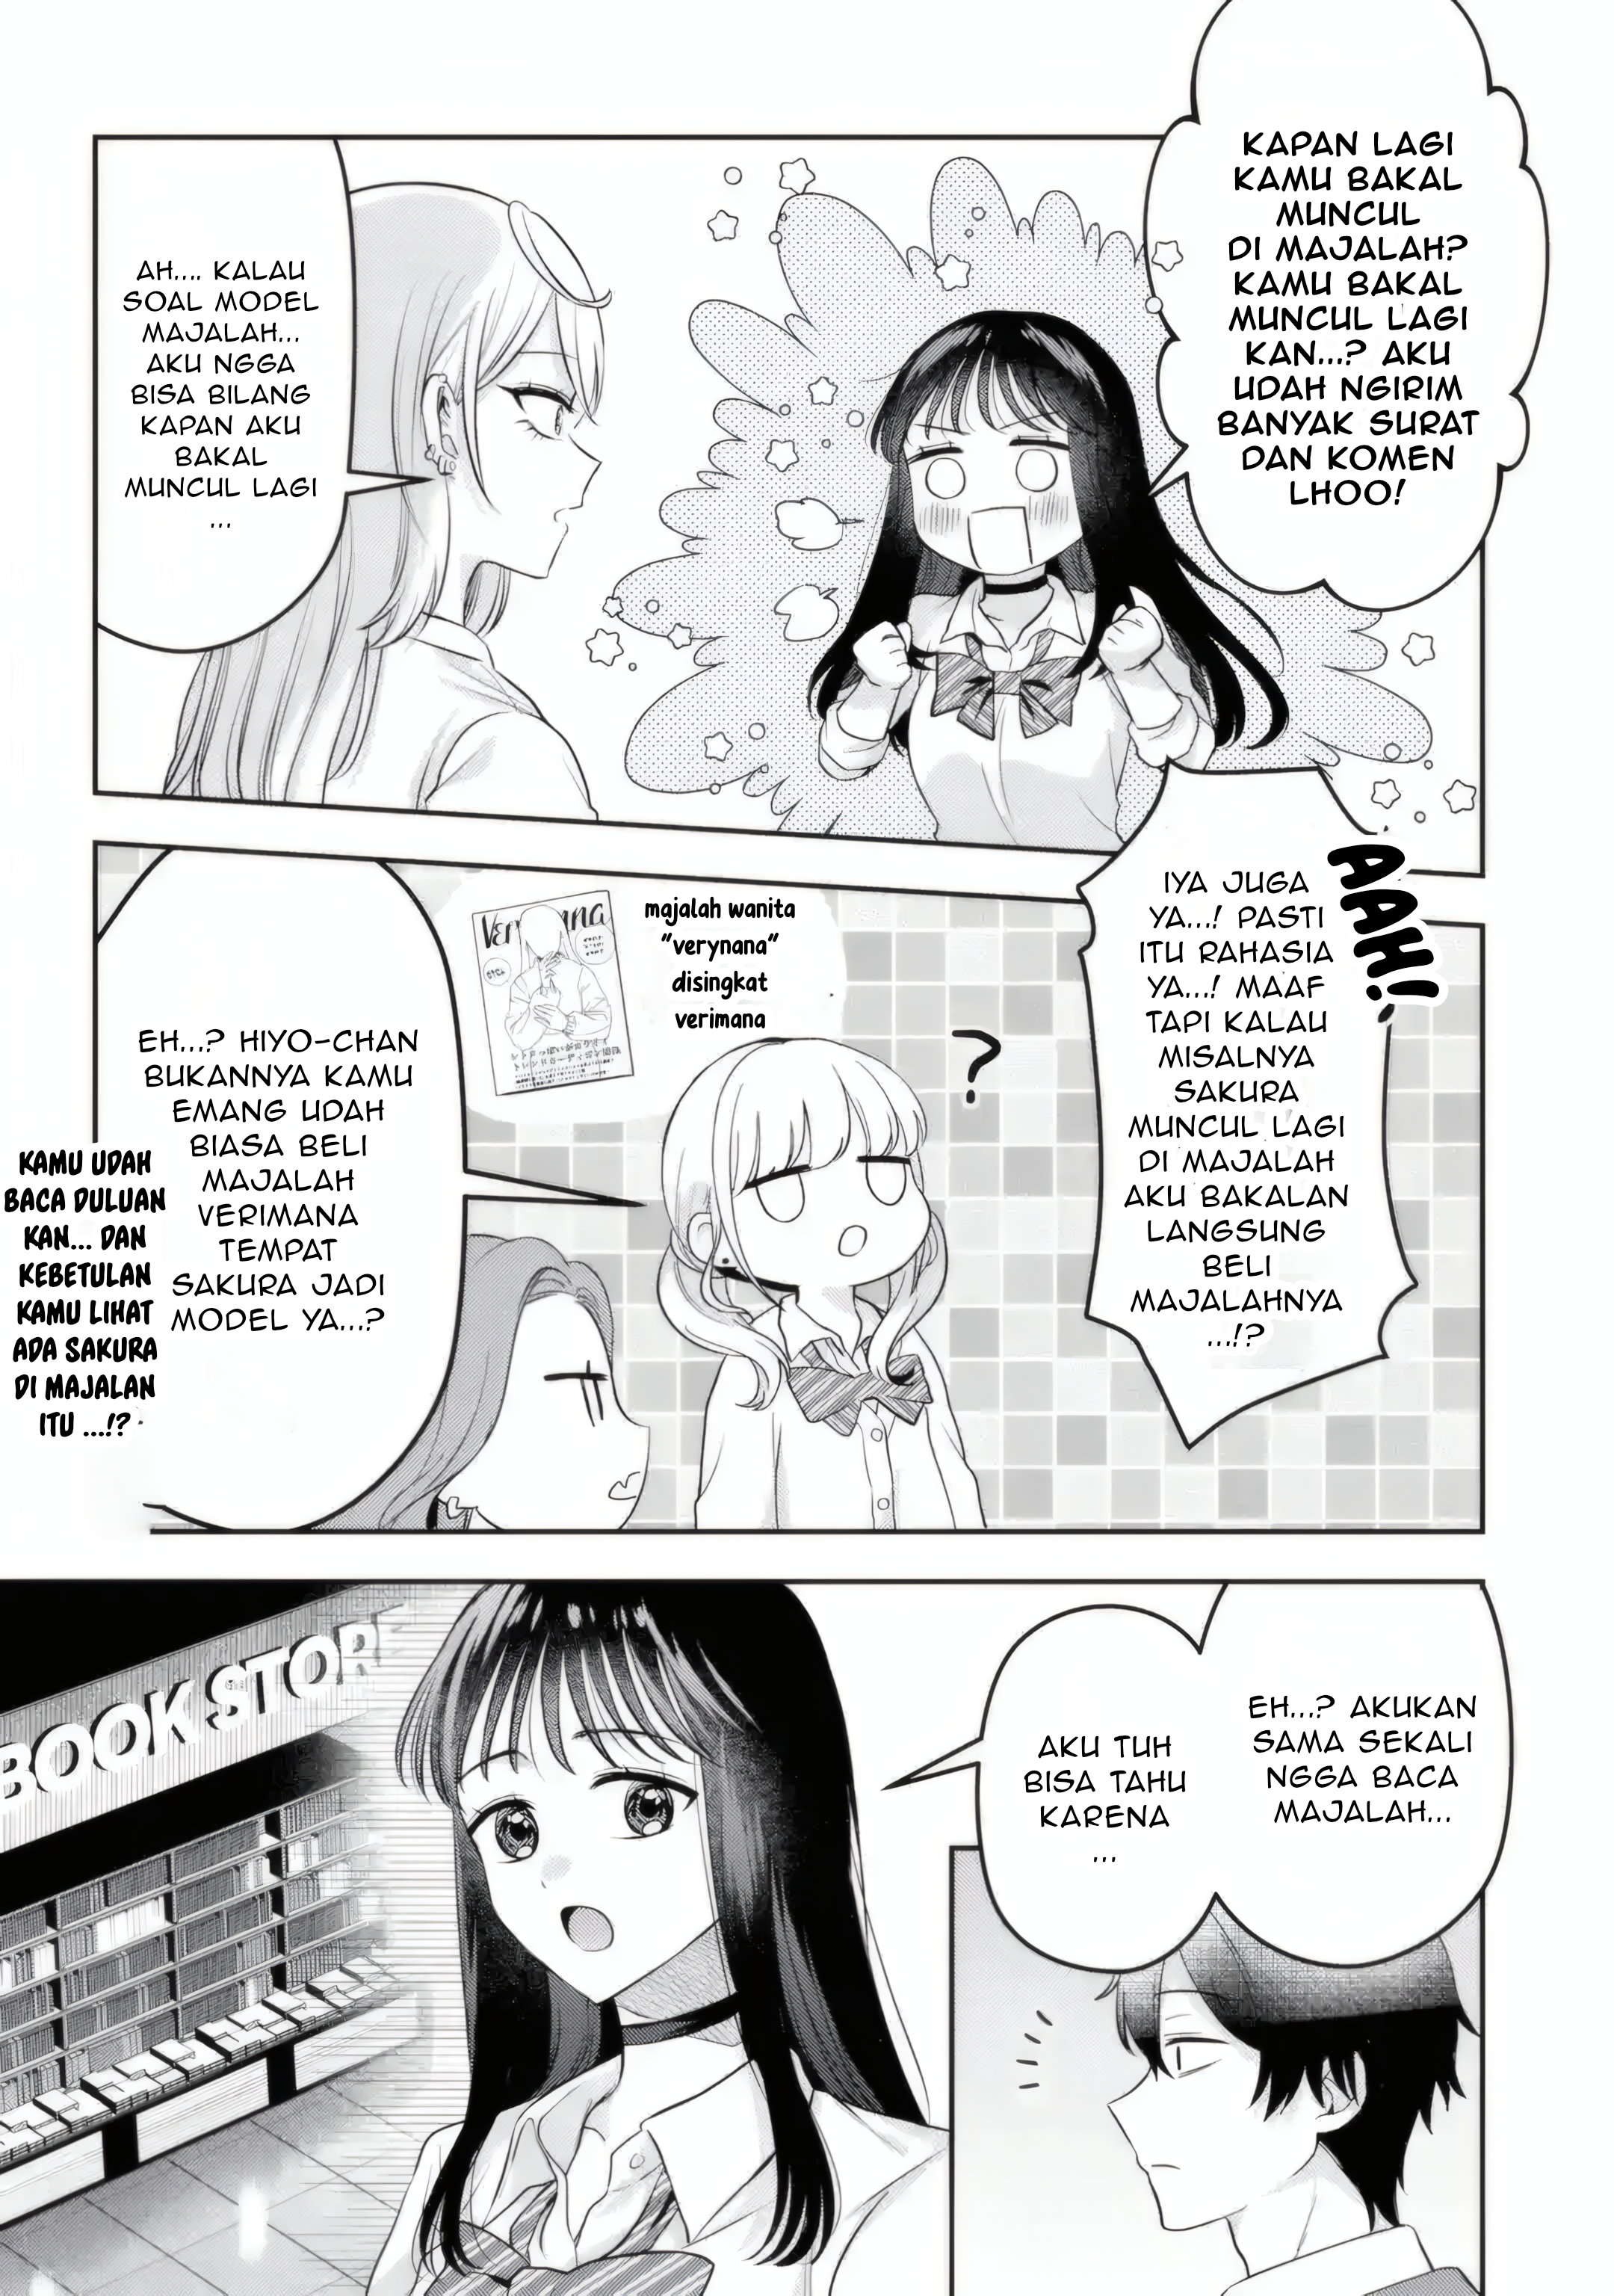 KAPAN LAGI
KAMU BAKAL
MUNCUL
DI MAJALAH?
KAMU BAKAL
MUNCUL LAGI
KAN...? AKU
UDAH NGIRIM
BANYAK SURAT
DAN KOMEN
LHOO!
AH.... KALAU
SOAL MODEL
MAJALAH...
AKU NGGA
BISA BILANG
KAPAN AKU
BAKAL
MUNCUL LAGI
...
AAH!
IYA JUGA
YA...! PASTI
ITU RAHASIA
YA...! MAAF
TAPI KALAU
MISALNYA
SAKURA
MUNCUL LAGI
DI MAJALAH
AKU BAKALAN
LANGSUNG
BELI
MAJALAHNYA
...!?
?
majalah wanita
"verynana"
disingkat
verimana
EH...? HIYO-CHAN
BUKANNYA KAMU
EMANG UDAH
BIASA BELI
MAJALAH
VERIMANA
TEMPAT
SAKURA JADI
MODEL YA...?
KAMU UDAH
BACA DULUAN
KAN... DAN
KEBETULAN
KAMU LIHAT
ADA SAKURA
DI MAJALAN
ITU ...!?
EH...? AKUKAN
SAMA SEKALI
NGGA BACA
MAJALAH...
AKU TUH
BISA TAHU
KARENA
...
BOOK STORE